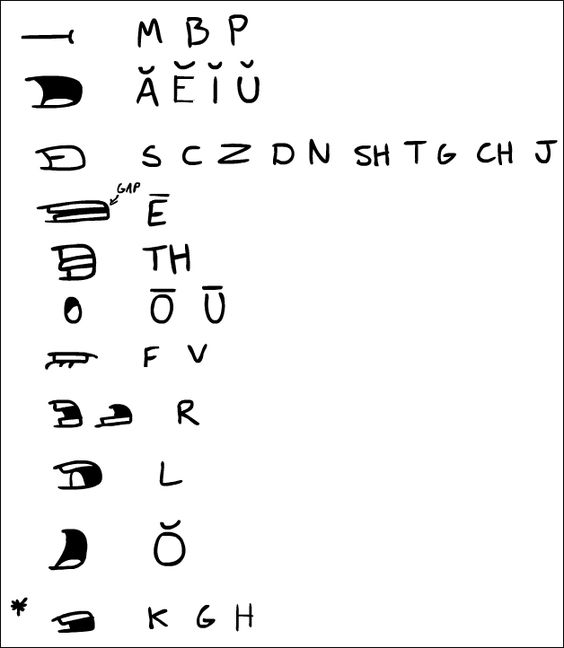 M B P
Ă Ĕ Ĭ Ŭ
S C Z D N SH T G CH J
GAP Ē
TH
Ō Ū
F V
R
L
Ŏ
* K G H